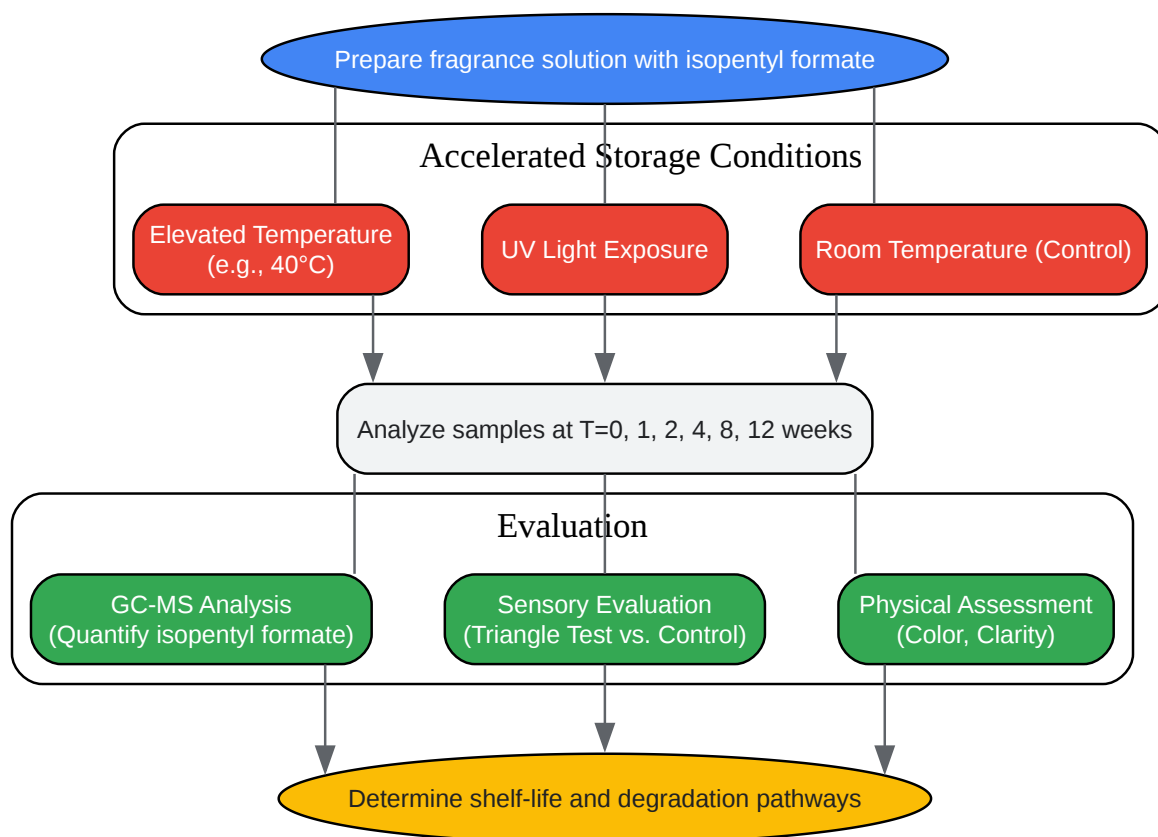 Prepare fragrance solution with isopentyl formate
Accelerated Storage Conditions
Elevated Temperature
(e.g., 40°C)
UV Light Exposure
Room Temperature (Control)
Analyze samples at T=0, 1, 2, 4, 8, 12 weeks
Evaluation
GC-MS Analysis
(Quantify isopentyl formate)
Sensory Evaluation
(Triangle Test vs. Control)
Physical Assessment
(Color, Clarity)
Determine shelf-life and degradation pathways